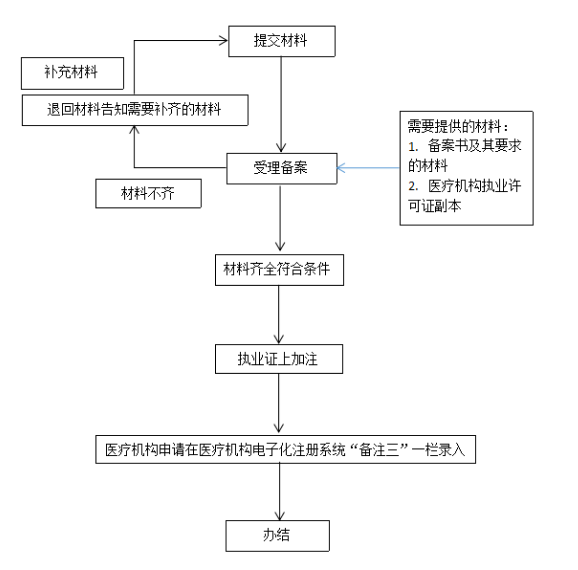 提交材料
补充材料
退回材料告知需要补齐的材料
需要提供的材料：
1. 备案书及其要求
的材料
2. 医疗机构执业许
可证副本
受理备案
材料不齐
材料齐全符合条件
执业证上加注
医疗机构申请在医疗机构电子化注册系统“备注三”一栏录入
办结